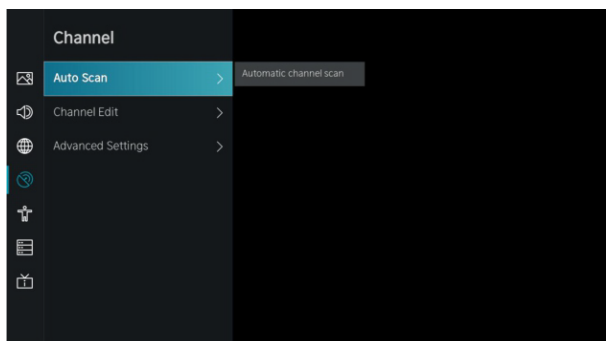 Channel
Auto Scan
Automatic channel scan
Channel Edit
Advanced Settings